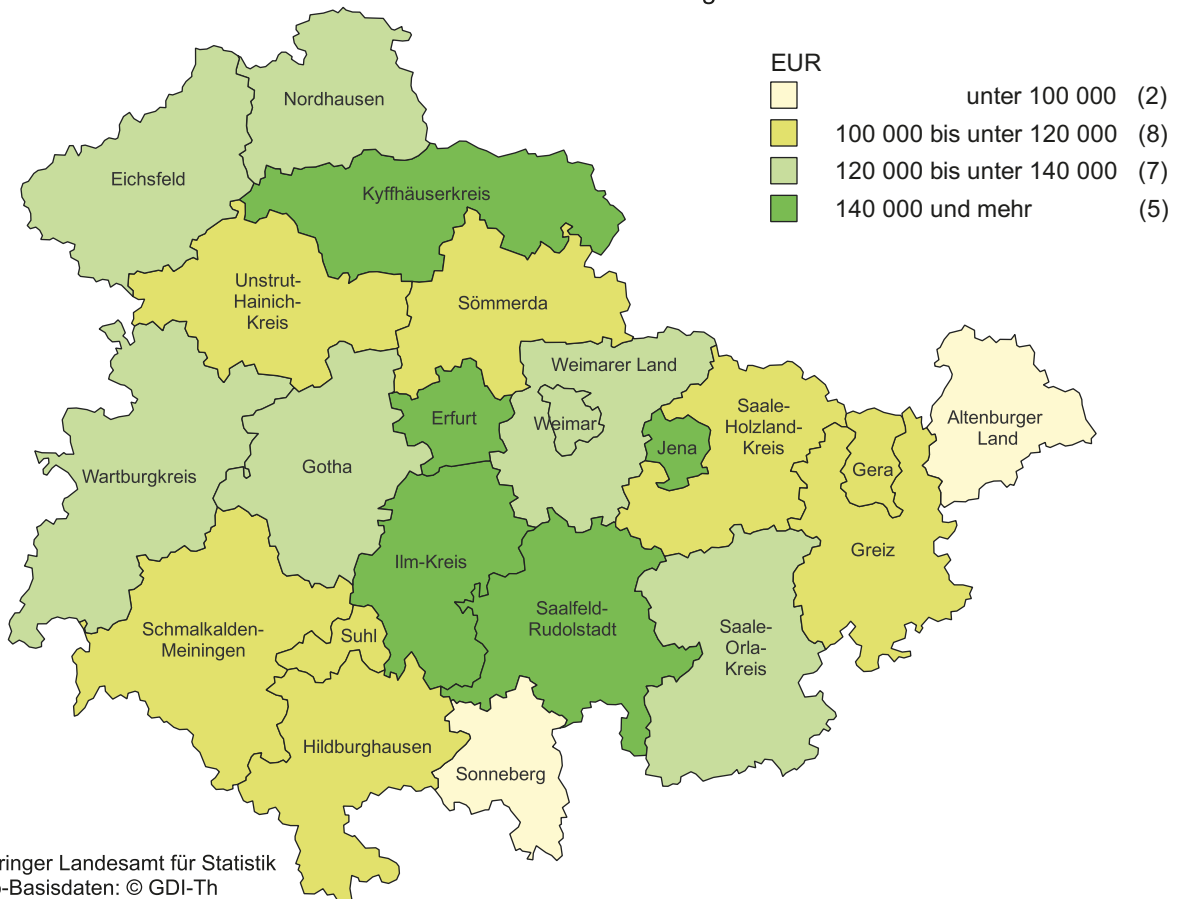 EUR
unter 100 000 (2)
100 000 bis unter 120 000 (8)
120 000 bis unter 140 000 (7)
140 000 und mehr (5)
Nordhausen
Eichsfeld
Kyffhäuserkreis
Unstrut-
Hainich-
Kreis
Sömmerda
Weimarer Land
Erfurt
Weimar
Jena
Saale-
Holzland-
Kreis
Altenburger
Land
Gera
Wartburgkreis
Gotha
Ilm-Kreis
Greiz
Saalfeld-
Rudolstadt
Schmalkalden-
Meiningen
Suhl
Saale-
Orla-
Kreis
Hildburghausen
Sonneberg
ringer Landesamt für Statistik
-Basisdaten: © GDI-Th